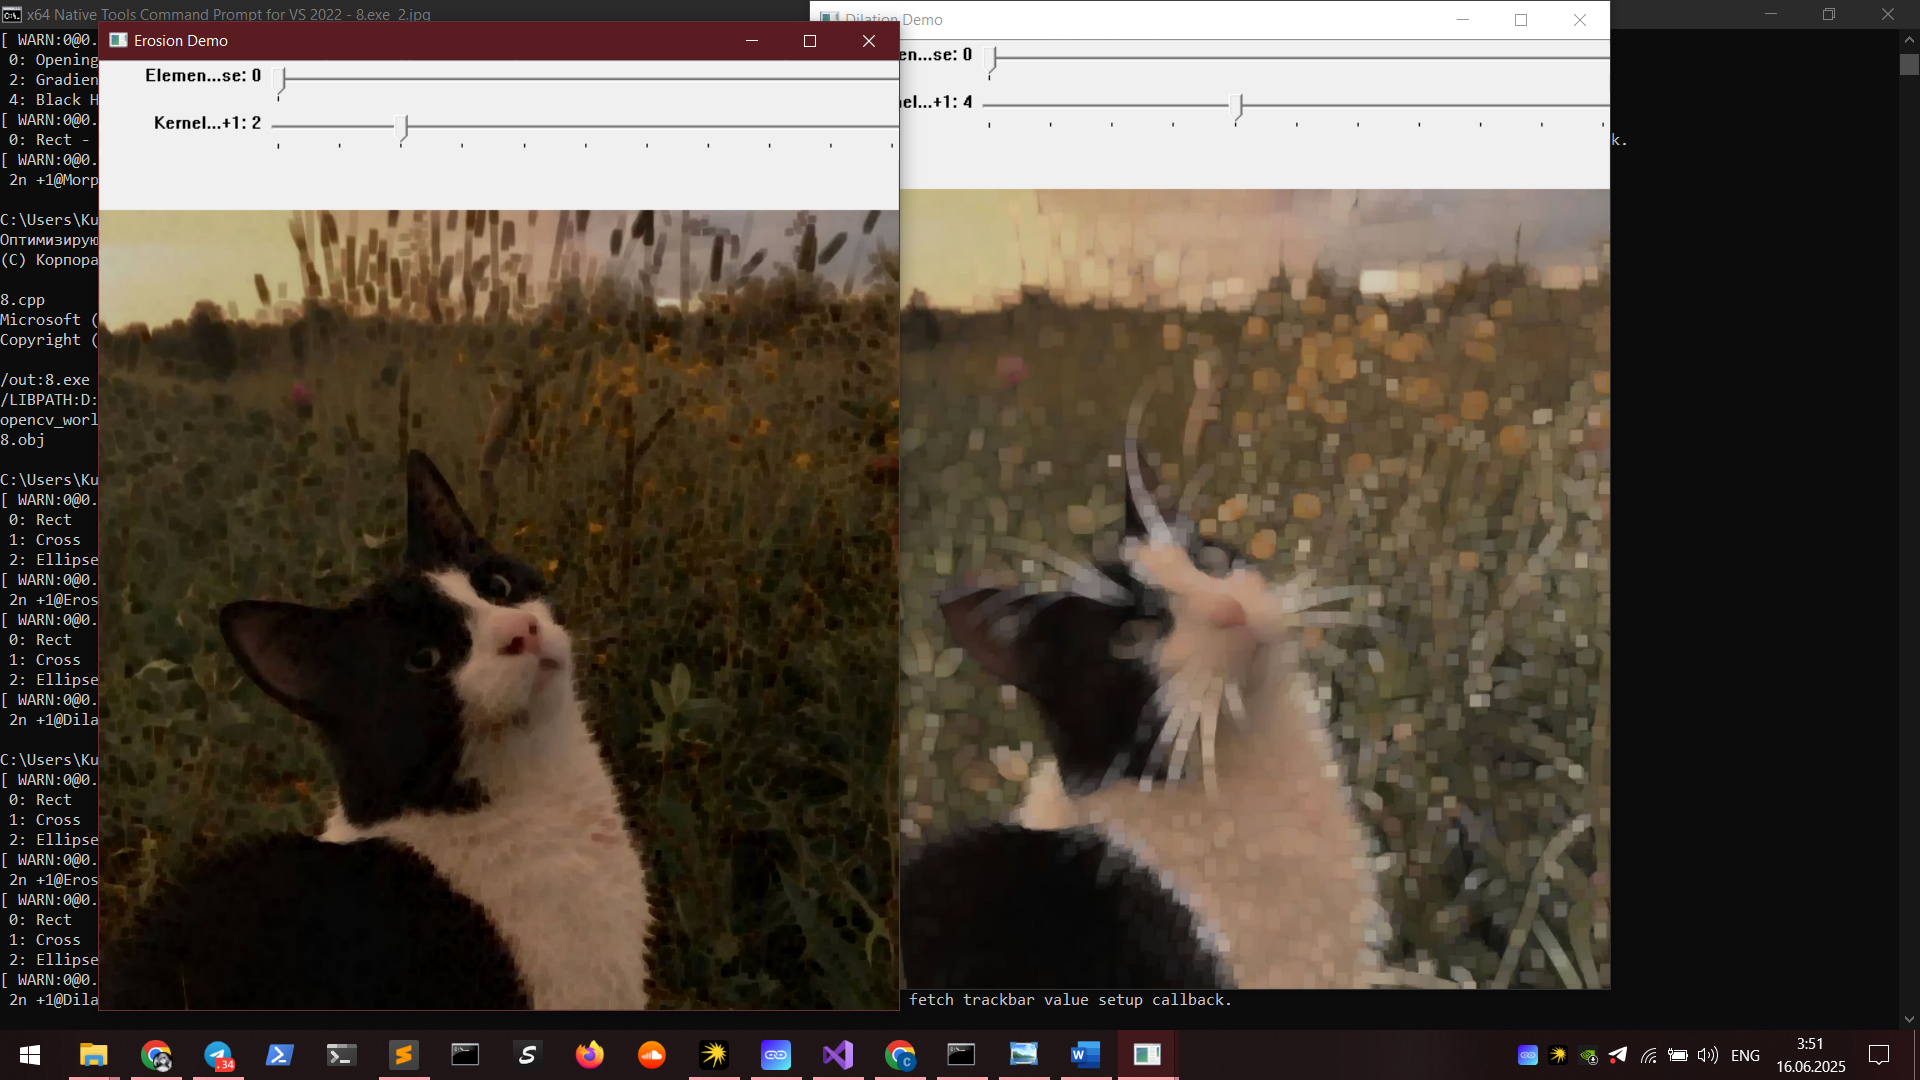 x64 Native Tools Command Prompt for VS 2022 - 8.exe 2.jpg
[ WARN:0@0.
0: Opening
2: Gradien
4: Black H
[ WARN:0@0.
0: Rect -
k.
[ WARN:0@0.
2n +1@Morp
C:\Users\Ku
Оптимизирую
(C) Корпора
8.cpp
Microsoft (
Copyright (
/out:8.exe
/LIBPATH:D:
opencv_worl
8.obj
C:\Users\Ku
[ WARN:0@0.
0: Rect
1: Cross
2: Ellipse
[ WARN:0@0.
2n +1@Eros
[ WARN:0@0.
0: Rect
1: Cross
2: Ellipse
[ WARN:0@0.
2n +1@Dila
C:\Users\Ku
[ WARN:0@0.
0: Rect
1: Cross
2: Ellipse
[ WARN:0@0.
2n +1@Eros
[ WARN:0@0.
0: Rect
1: Cross
2: Ellipse
[ WARN:0@0.
2n +1@Dila
fetch trackbar value setup callback.
Erosion Demo
Elemen...se: 0
Kernel...+1: 2
Dilation Demo
en...se: 0
el...+1: 4
34
ENG
3:51
16.06.2025